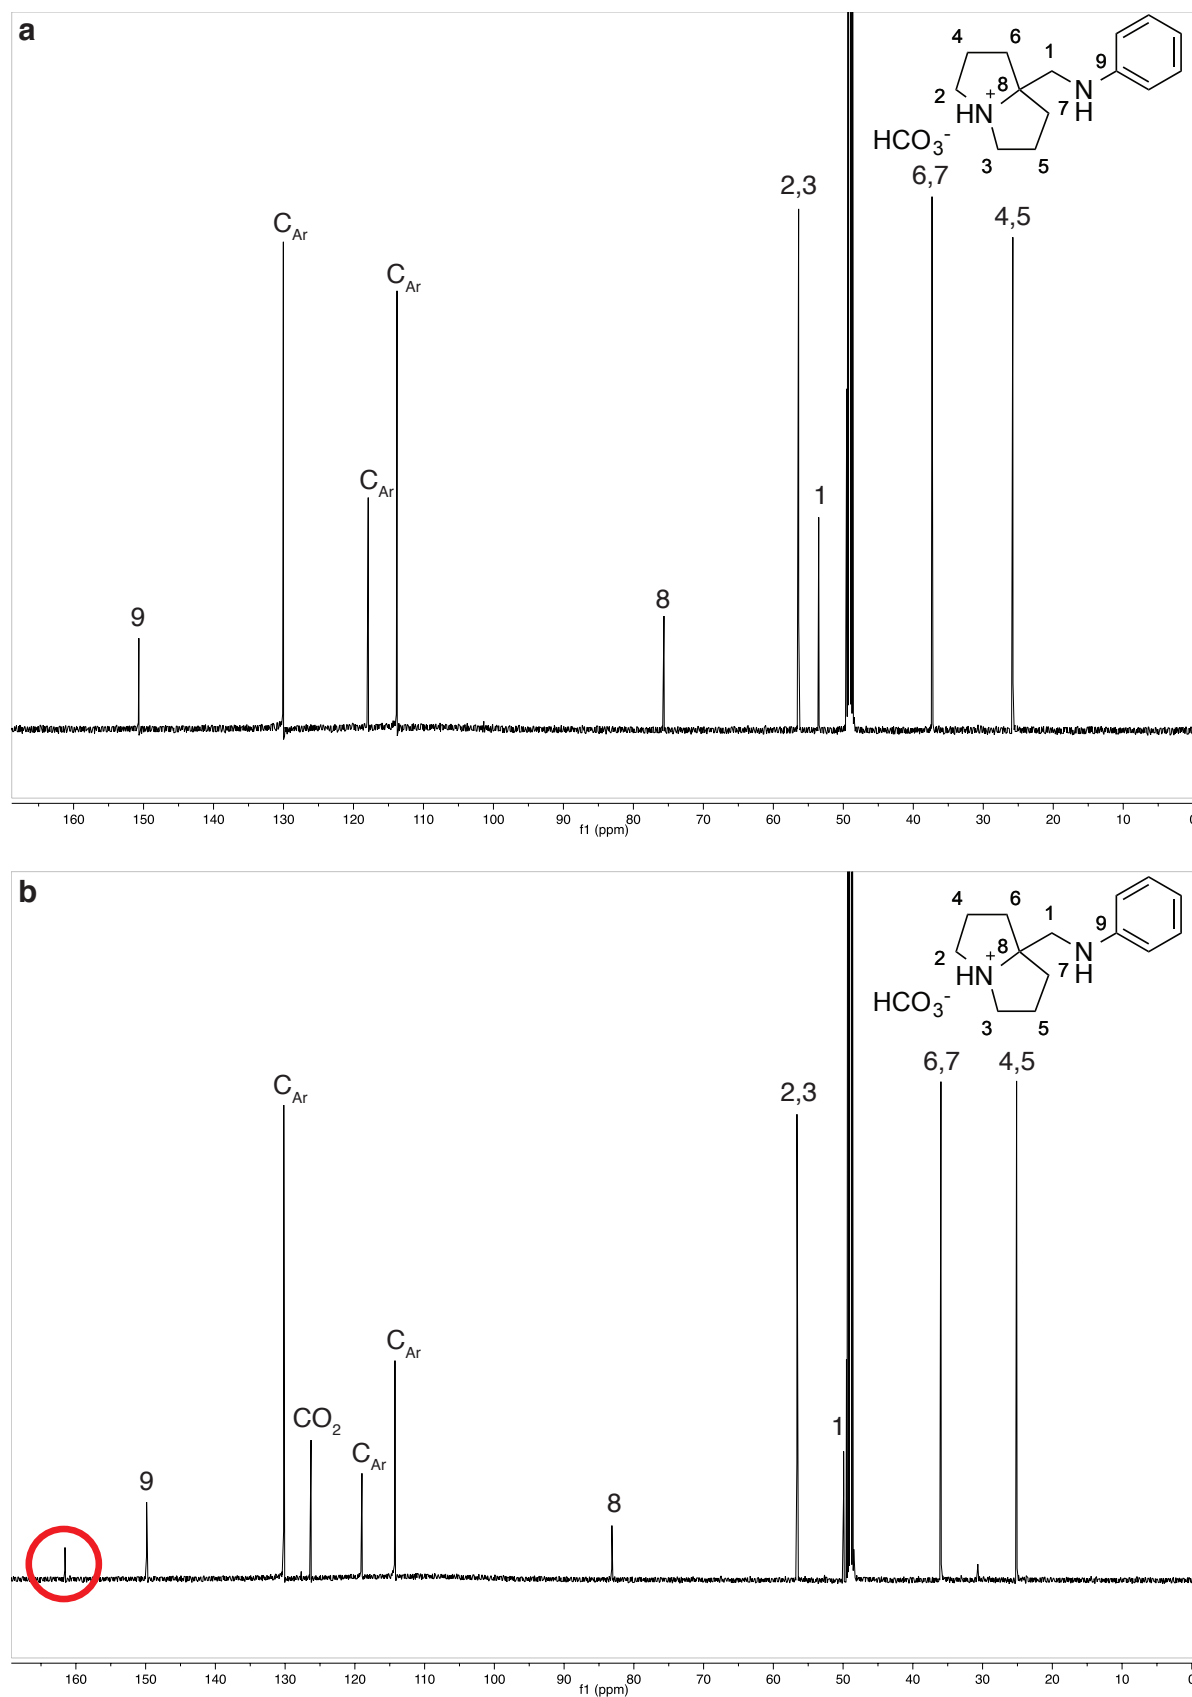 a
4 6 1 9
2 HN + 8 7 N H
HCO3-
3 5
2,3 6,7 4,5
CAr
CAr
CAr 1
9 8
160 150 140 130 120 110 100 90 80 70 60 50 40 30 20 10 0
f1 (ppm)
b
4 6 1 9
2 HN + 8 7 N H
HCO3-
3 5
CAr 2,3 6,7 4,5
CAr
CO2 CAr 1
9 8
160 150 140 130 120 110 100 90 80 70 60 50 40 30 20 10 0
f1 (ppm)